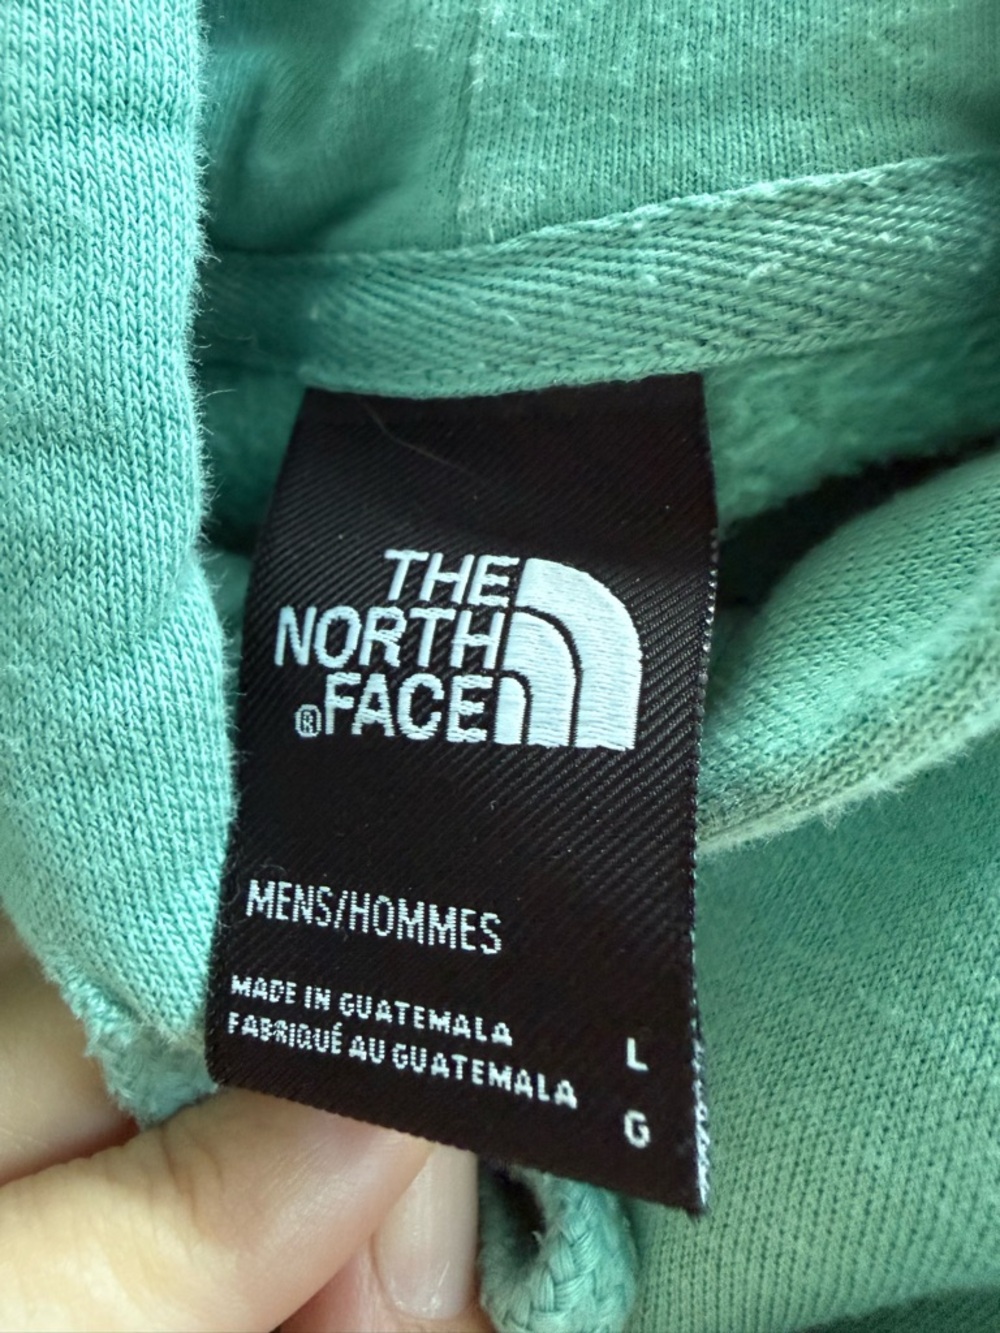 THE
NORTH
®FACE
MENS/HOMMES
MADE IN GUATEMALA
FABRIQUÉ AU GUATEMALA
L
G